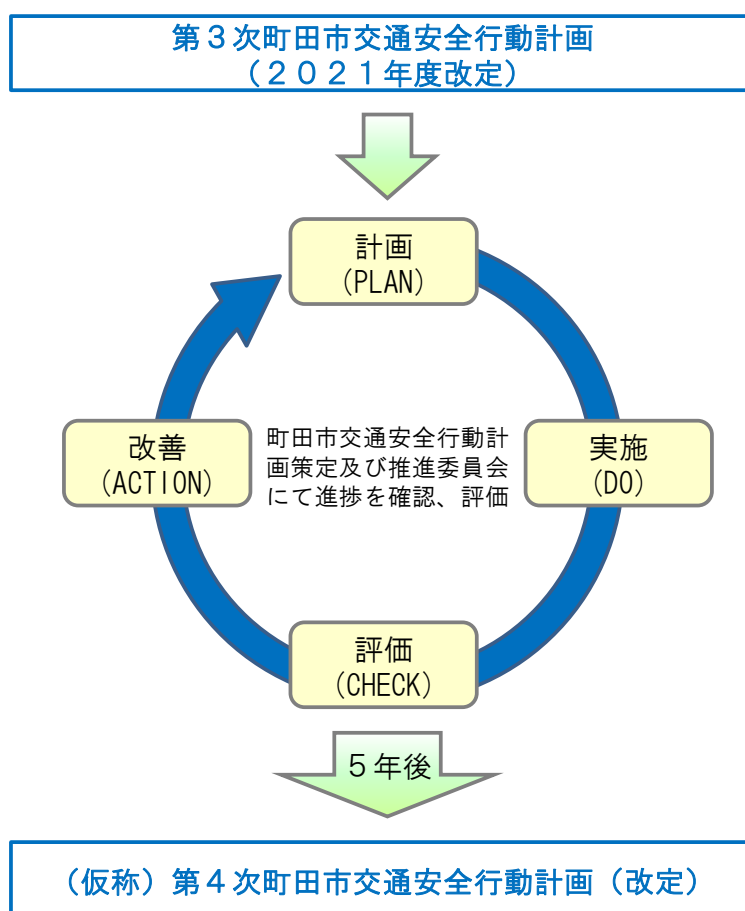 第３次町田市交通安全行動計画
（２０２１年度改定）
計画
(PLAN)
改善
(ACTION)
町田市交通安全行動計
画策定及び推進委員会
にて進捗を確認、評価
実施
(DO)
評価
(CHECK)
５年後
（仮称）第４次町田市交通安全行動計画（改定）